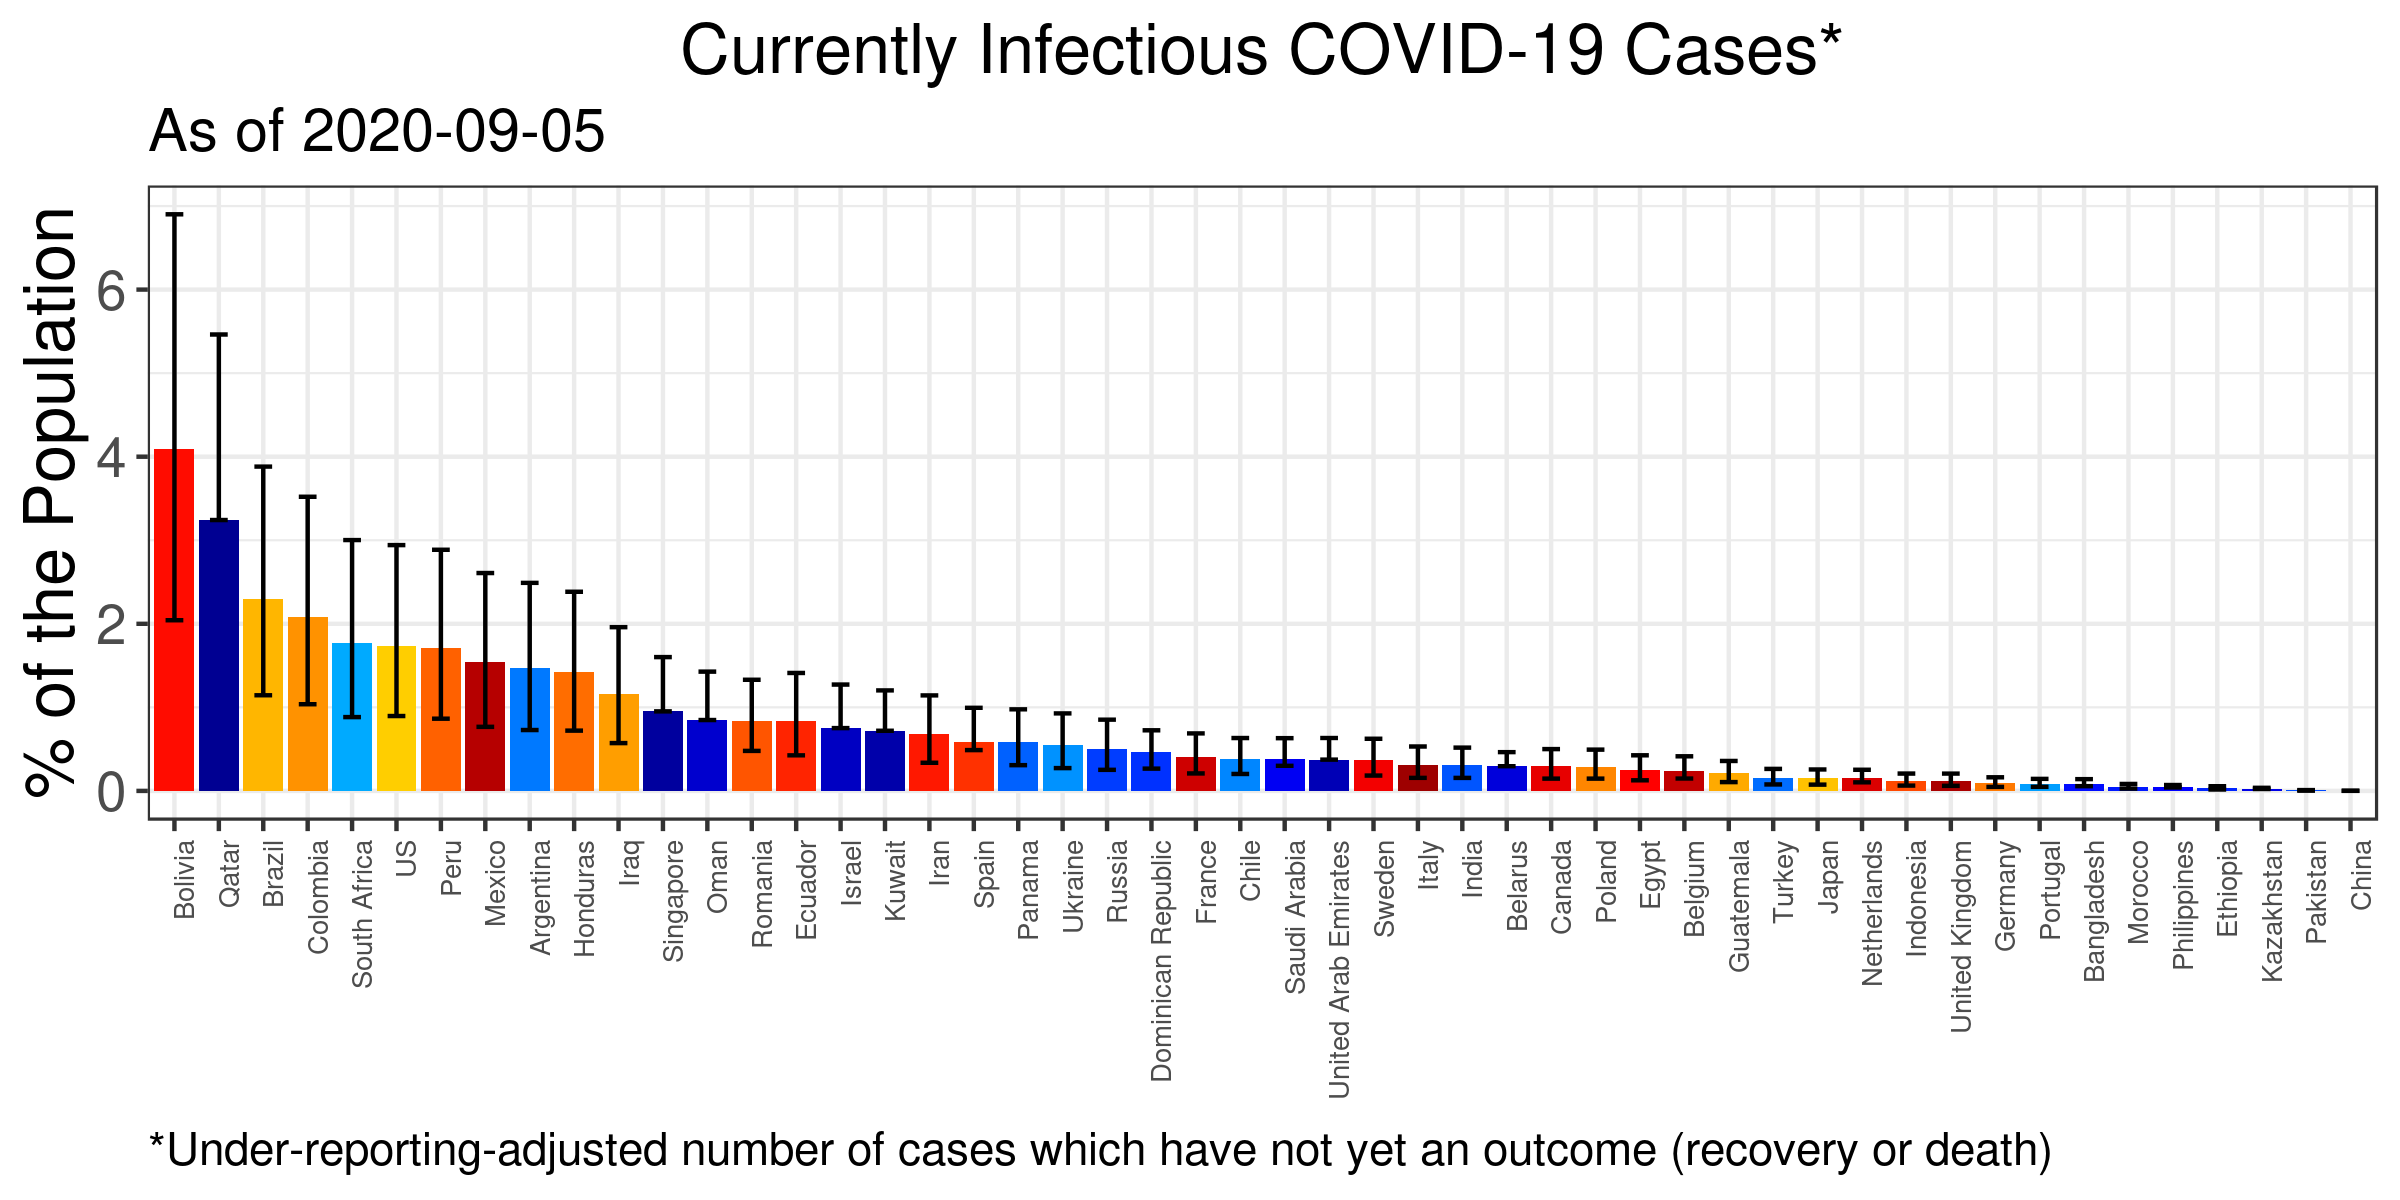 Currently Infectious COVID-19 Cases*
As of 2020-09-05
% of the Population
6
4
2
0
Bolivia
Qatar
Brazil
Colombia
South Africa
US
Peru
Mexico
Argentina
Honduras
Iraq
Singapore
Oman
Romania
Ecuador
Israel
Kuwait
Iran
Spain
Panama
Ukraine
Russia
Dominican Republic
France
Chile
Saudi Arabia
United Arab Emirates
Sweden
Italy
India
Belarus
Canada
Poland
Egypt
Belgium
Guatemala
Turkey
Japan
Netherlands
Indonesia
United Kingdom
Germany
Portugal
Bangladesh
Morocco
Philippines
Ethiopia
Kazakhstan
Pakistan
China
*Under-reporting-adjusted number of cases which have not yet an outcome (recovery or death)